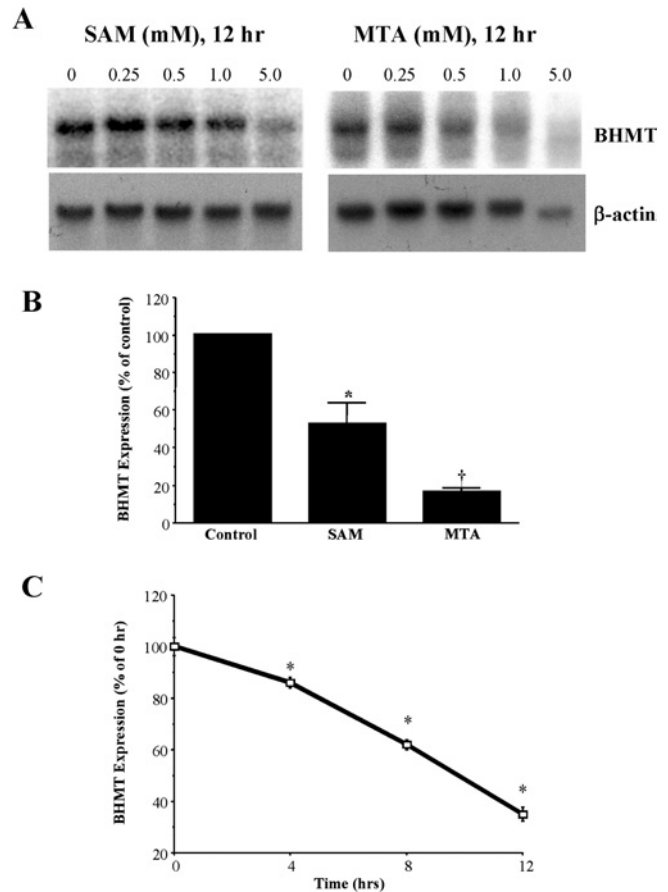 A
SAM (mM), 12 hr
MTA (mM), 12 hr
0 0.25 0.5 1.0 5.0
0 0.25 0.5 1.0 5.0
BHMT
β-actin
B
BHMT Expression (% of control)
120
100
80
60
40
20
0
*
†
Control SAM MTA
C
BHMT Expression (% of 0 hr)
120
100
80
60
40
20
*
*
*
0 4 8 12
Time (hrs)